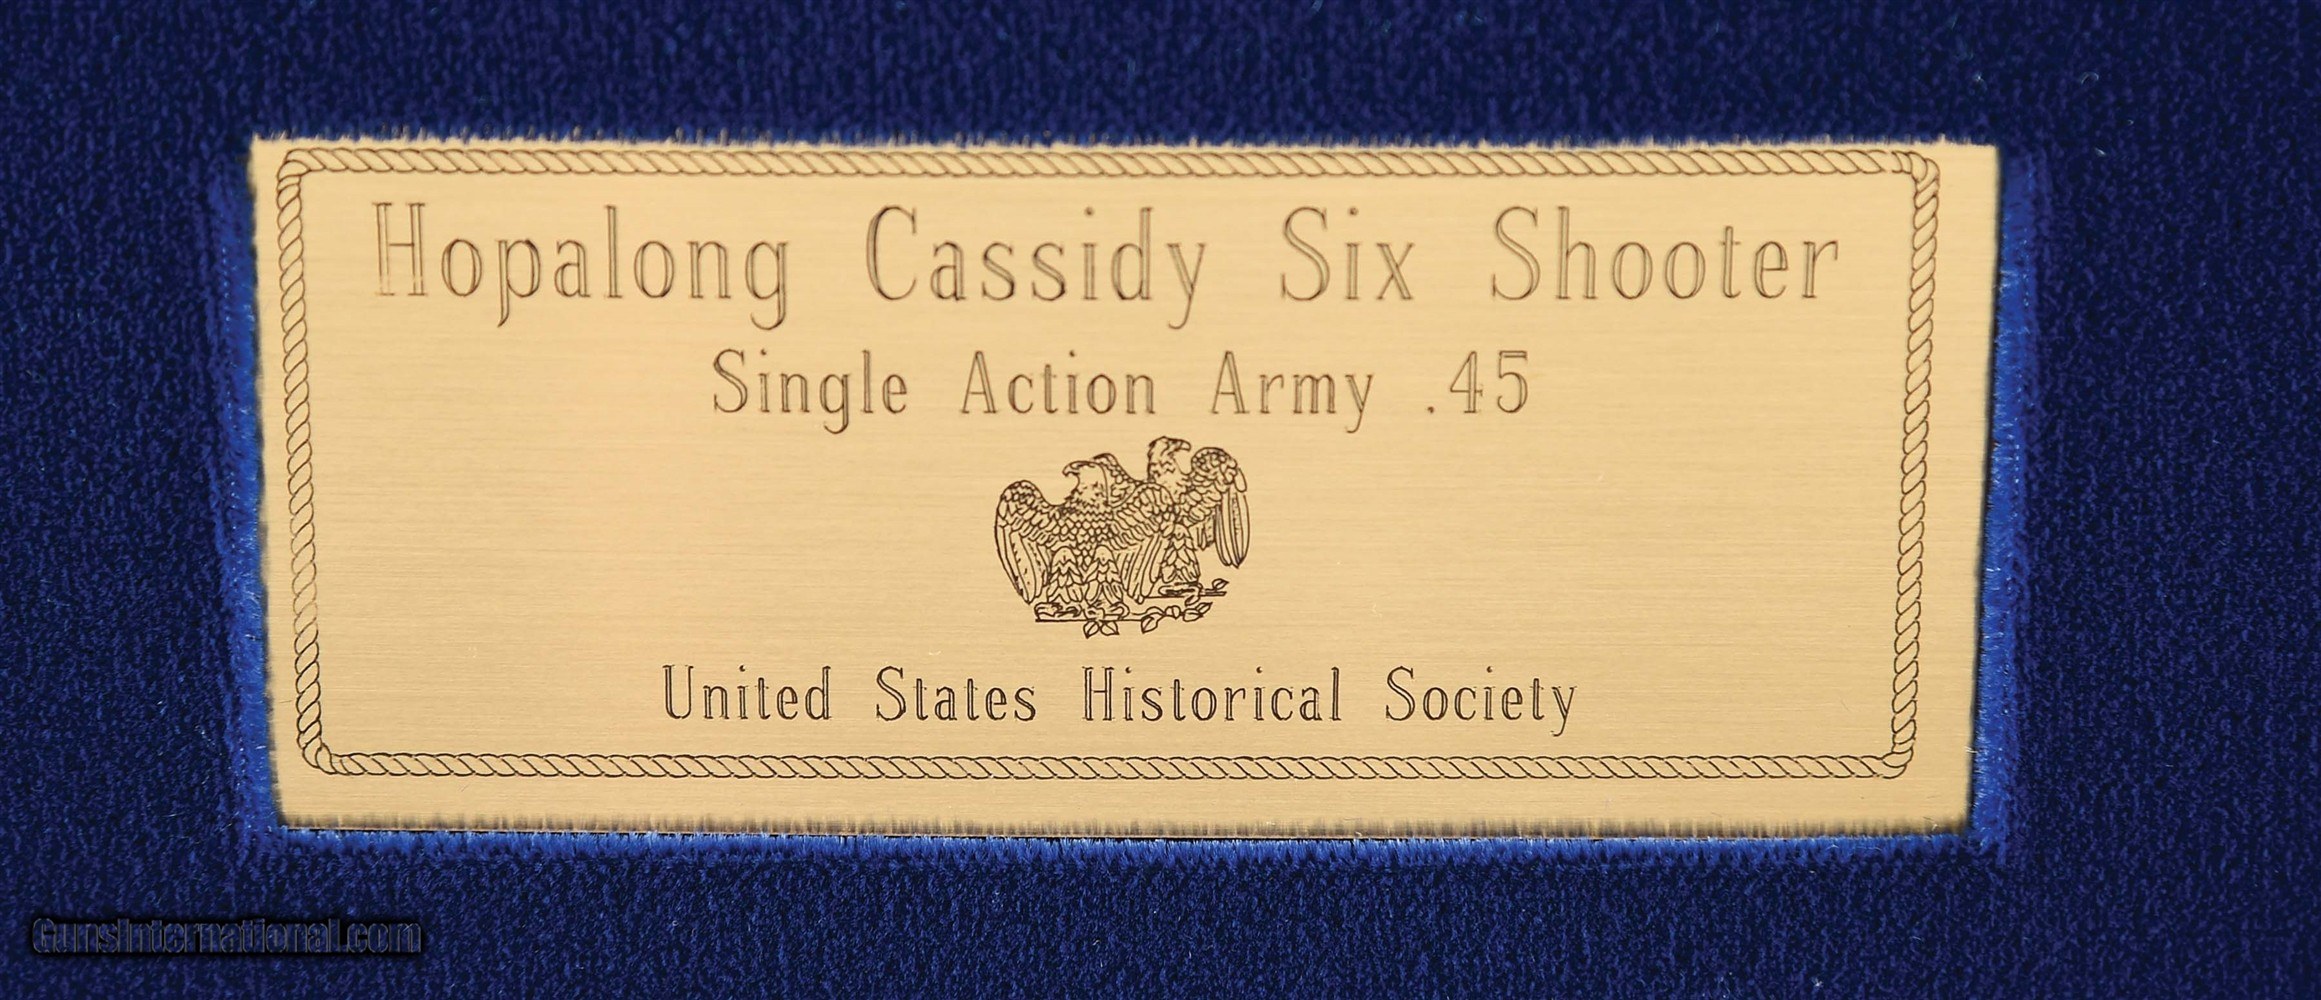 Hopalong Cassidy Six Shooter
Single Action Army .45
United States Historical Society
GunsInternational.com